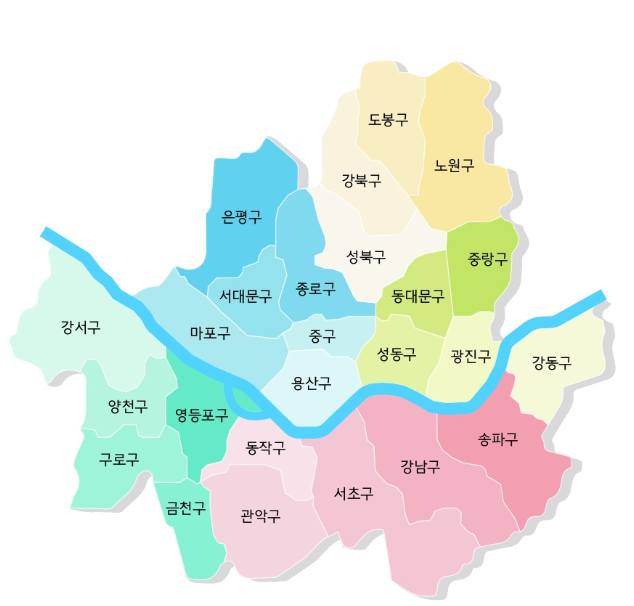 도봉구
노원구
강북구
은평구
성북구
중랑구
종로구
서대문구
동대문구
강서구
마포구
중구
성동구
광진구
강동구
용산구
양천구
영등포구
송파구
동작구
구로구
강남구
서초구
금천구
관악구